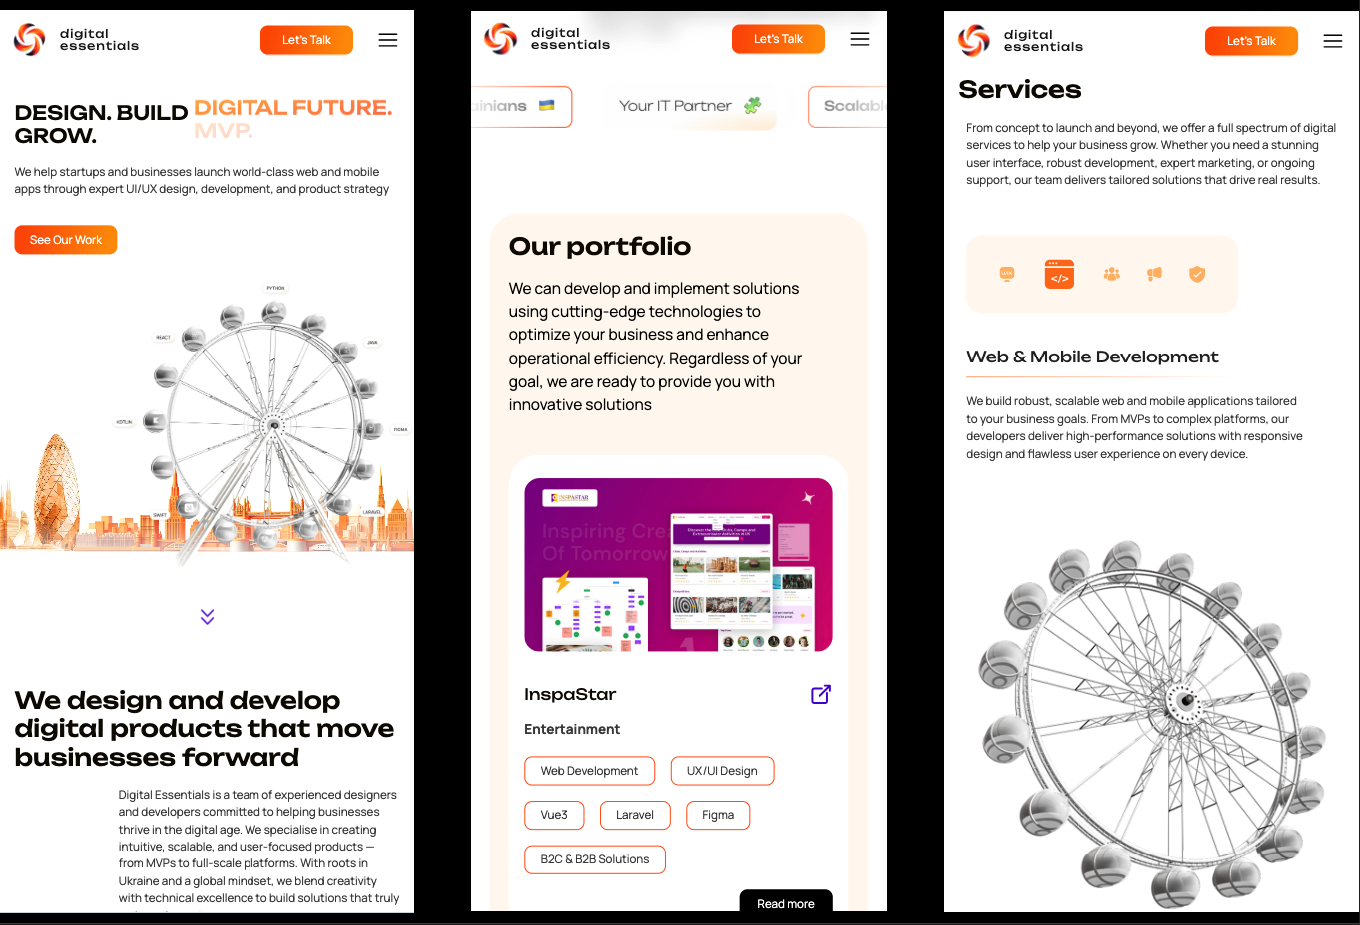 digital
essentials
Let's Talk
DESIGN. BUILD DIGITAL FUTURE.
GROW. MVP.
We help startups and businesses launch world-class web and mobile
apps through expert UI/UX design, development, and product strategy
See Our Work
PYTHON
REACT
JAVA
KOTLIN
FIGMA
SWIFT
LARAVEL
We design and develop
digital products that move
businesses forward
Digital Essentials is a team of experienced designers
and developers committed to helping businesses
thrive in the digital age. We specialise in creating
intuitive, scalable, and user-focused products —
from MVPs to full-scale platforms. With roots in
Ukraine and a global mindset, we blend creativity
with technical excellence to build solutions that truly
digital
essentials
Let's Talk
ainians
Your IT Partner
Scalabl
Our portfolio
We can develop and implement solutions
using cutting-edge technologies to
optimize your business and enhance
operational efficiency. Regardless of your
goal, we are ready to provide you with
innovative solutions
INSPASTAR
Inspiring Crea
Of Tomorrow
InspaStar
Entertainment
Web Development
UX/UI Design
Vue3
Laravel
Figma
B2C & B2B Solutions
Read more
digital
essentials
Let's Talk
Services
From concept to launch and beyond, we offer a full spectrum of digital
services to help your business grow. Whether you need a stunning
user interface, robust development, expert marketing, or ongoing
support, our team delivers tailored solutions that drive real results.
</>
Web & Mobile Development
We build robust, scalable web and mobile applications tailored
to your business goals. From MVPs to complex platforms, our
developers deliver high-performance solutions with responsive
design and flawless user experience on every device.